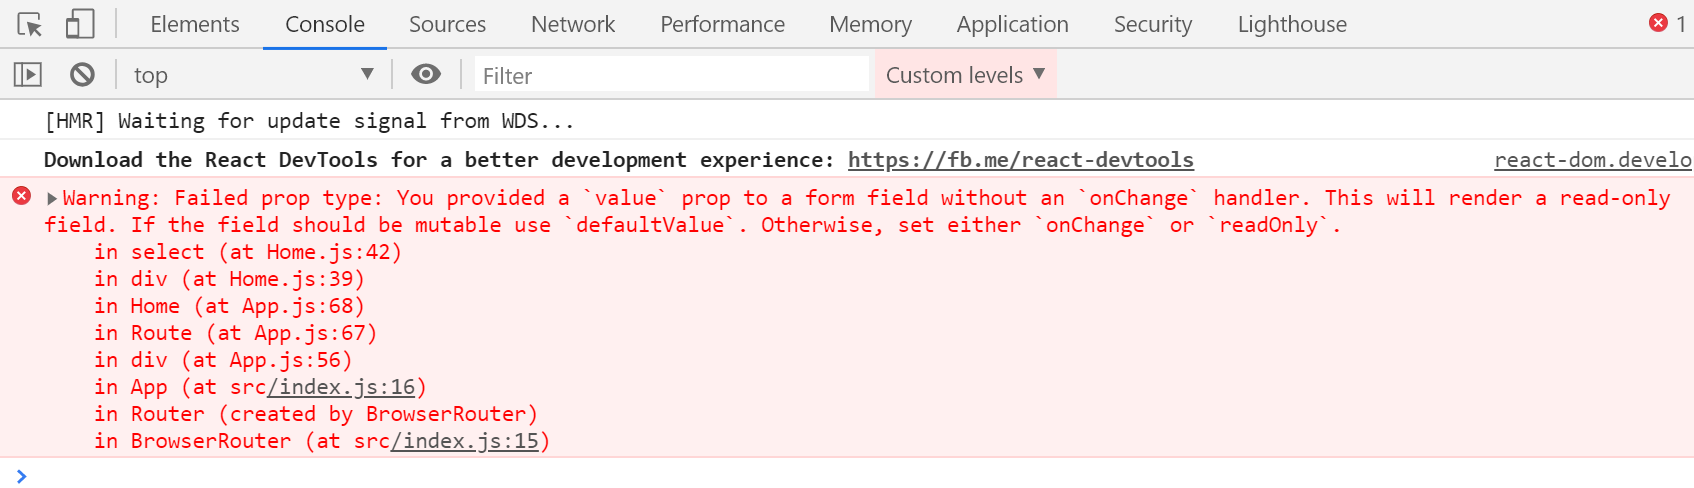 Elements Console Sources Network Performance Memory Application Security Lighthouse 1
top Filter Custom levels
[HMR] Waiting for update signal from WDS...
Download the React DevTools for a better development experience: https://fb.me/react-devtools react-dom.develo
Warning: Failed prop type: You provided a `value` prop to a form field without an `onChange` handler. This will render a read-only
field. If the field should be mutable use `defaultValue`. Otherwise, set either `onChange` or `readOnly`.
in select (at Home.js:42)
in div (at Home.js:39)
in Home (at App.js:68)
in Route (at App.js:67)
in div (at App.js:56)
in App (at src/index.js:16)
in Router (created by BrowserRouter)
in BrowserRouter (at src/index.js:15)